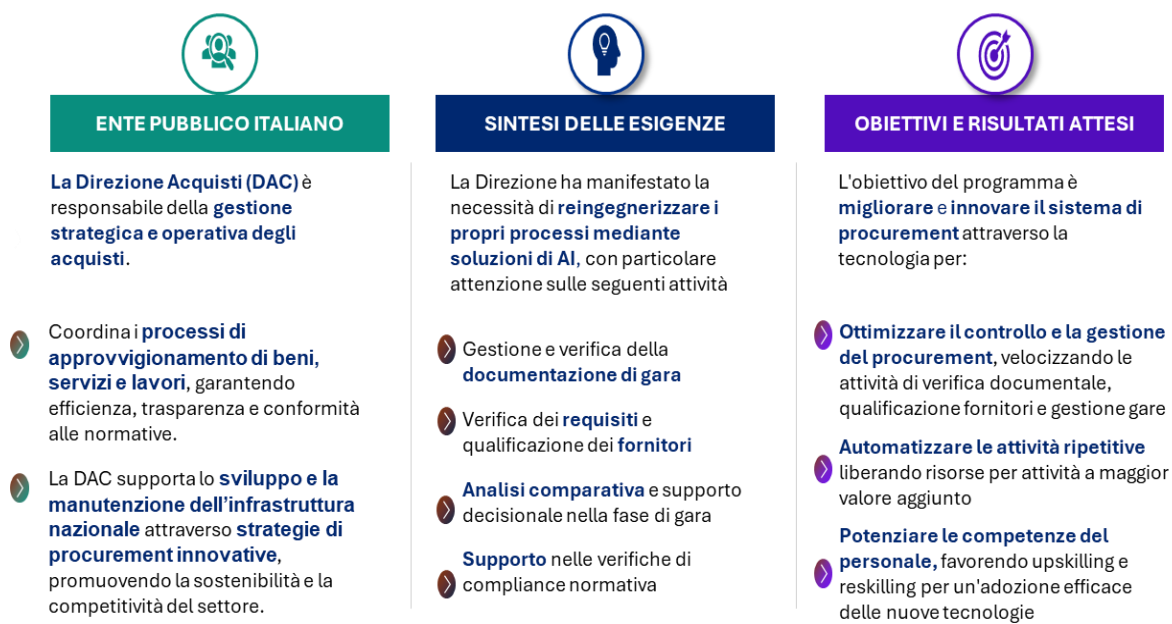 ENTE PUBBLICO ITALIANO
La Direzione Acquisti (DAC) è
responsabile della gestione
strategica e operativa degli
acquisti.
Coordina i processi di
approvvigionamento di beni,
servizi e lavori, garantendo
efficienza, trasparenza e conformità
alle normative.
La DAC supporta lo sviluppo e la
manutenzione dell'infrastruttura
nazionale attraverso strategie di
procurement innovative,
promuovendo la sostenibilità e la
competitività del settore.
SINTESI DELLE ESIGENZE
La Direzione ha manifestato la
necessità di reingegnerizzare i
propri processi mediante
soluzioni di AI, con particolare
attenzione sulle seguenti attività
Gestione e verifica della
documentazione di gara
Verifica dei requisiti e
qualificazione dei fornitori
Analisi comparativa e supporto
decisionale nella fase di gara
Supporto nelle verifiche di
compliance normativa
OBIETTIVI E RISULTATI ATTESI
L'obiettivo del programma è
migliorare e innovare il sistema di
procurement attraverso la
tecnologia per:
Ottimizzare il controllo e la gestione
del procurement, velocizzando le
attività di verifica documentale,
qualificazione fornitori e gestione gare
Automatizzare le attività ripetitive
liberando risorse per attività a maggior
valore aggiunto
Potenziare le competenze del
personale, favorendo upskilling e
reskilling per un'adozione efficace
delle nuove tecnologie